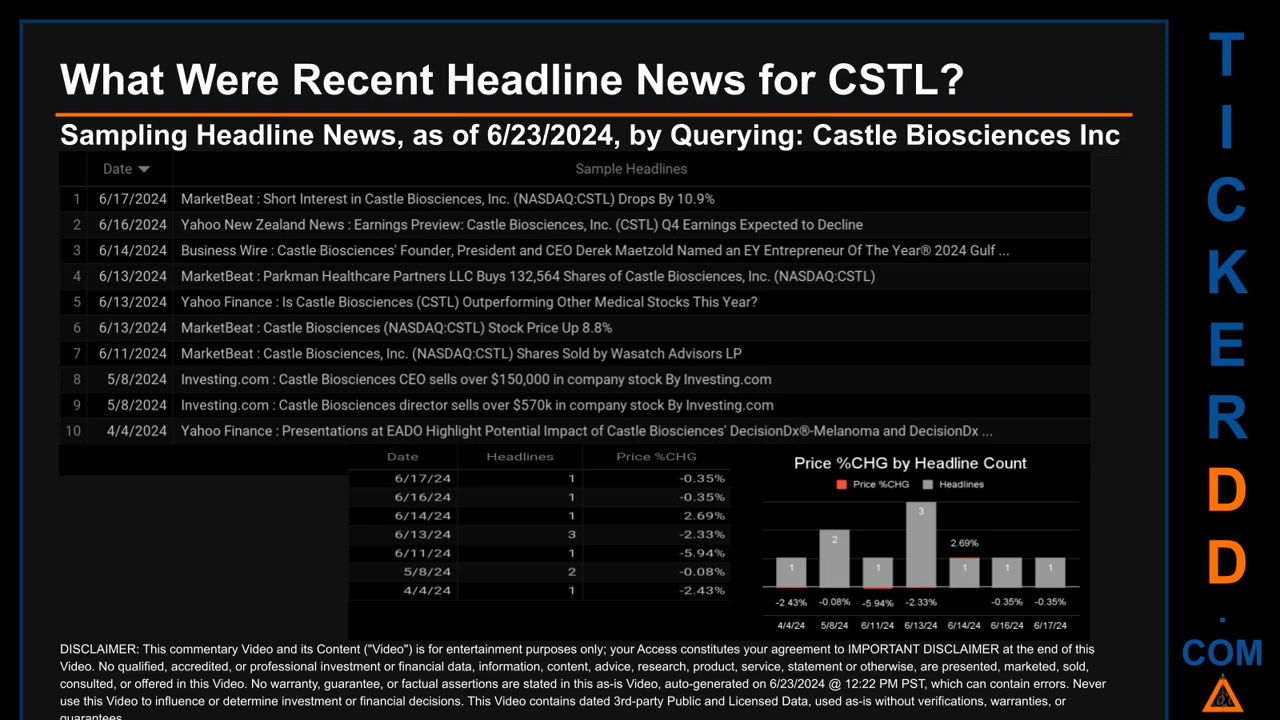 What Were Recent Headline News for CSTL?
Sampling Headline News, as of 6/23/2024, by Querying: Castle Biosciences Inc
Date Sample Headlines
1 6/17/2024 MarketBeat : Short Interest in Castle Biosciences, Inc. (NASDAQ:CSTL) Drops By 10.9%
2 6/16/2024 Yahoo New Zealand News : Earnings Preview: Castle Biosciences, Inc. (CSTL) Q4 Earnings Expected to Decline
3 6/14/2024 Business Wire : Castle Biosciences' Founder, President and CEO Derek Maetzold Named an EY Entrepreneur Of The Year® 2024 Gulf ...
4 6/13/2024 MarketBeat : Parkman Healthcare Partners LLC Buys 132,564 Shares of Castle Biosciences, Inc. (NASDAQ:CSTL)
5 6/13/2024 Yahoo Finance : Is Castle Biosciences (CSTL) Outperforming Other Medical Stocks This Year?
6 6/13/2024 MarketBeat : Castle Biosciences (NASDAQ:CSTL) Stock Price Up 8.8%
7 6/11/2024 MarketBeat : Castle Biosciences, Inc. (NASDAQ:CSTL) Shares Sold by Wasatch Advisors LP
8 5/8/2024 Investing.com : Castle Biosciences CEO sells over $150,000 in company stock By Investing.com
9 5/8/2024 Investing.com : Castle Biosciences director sells over $570k in company stock By Investing.com
10 4/4/2024 Yahoo Finance : Presentations at EADO Highlight Potential Impact of Castle Biosciences' DecisionDx®-Melanoma and DecisionDx ...
Date Headlines Price %CHG
6/17/24 1 -0.35%
6/16/24 1 -0.35%
6/14/24 1 2.69%
6/13/24 3 -2.33%
6/11/24 1 -5.94%
5/8/24 2 -0.08%
4/4/24 1 -2.43%
Price %CHG by Headline Count
Price %CHG Headlines
3
2
2.69%
1 1 1 1 1
-2.43% -0.08% -5.94% -2.33% -0.35% -0.35%
4/4/24 5/8/24 6/11/24 6/13/24 6/14/24 6/16/24 6/17/24
DISCLAIMER: This commentary Video and its Content ("Video") is for entertainment purposes only; your Access constitutes your agreement to IMPORTANT DISCLAIMER at the end of this
Video. No qualified, accredited, or professional investment or financial data, information, content, advice, research, product, service, statement or otherwise, are presented, marketed, sold,
consulted, or offered in this Video. No warranty, guarantee, or factual assertions are stated in this as-is Video, auto-generated on 6/23/2024 @ 12:22 PM PST, which can contain errors. Never
use this Video to influence or determine investment or financial decisions. This Video contains dated 3rd-party Public and Licensed Data, used as-is without verifications, warranties, or
guarantees.
T
I
C
K
E
R
D
D
.
COM